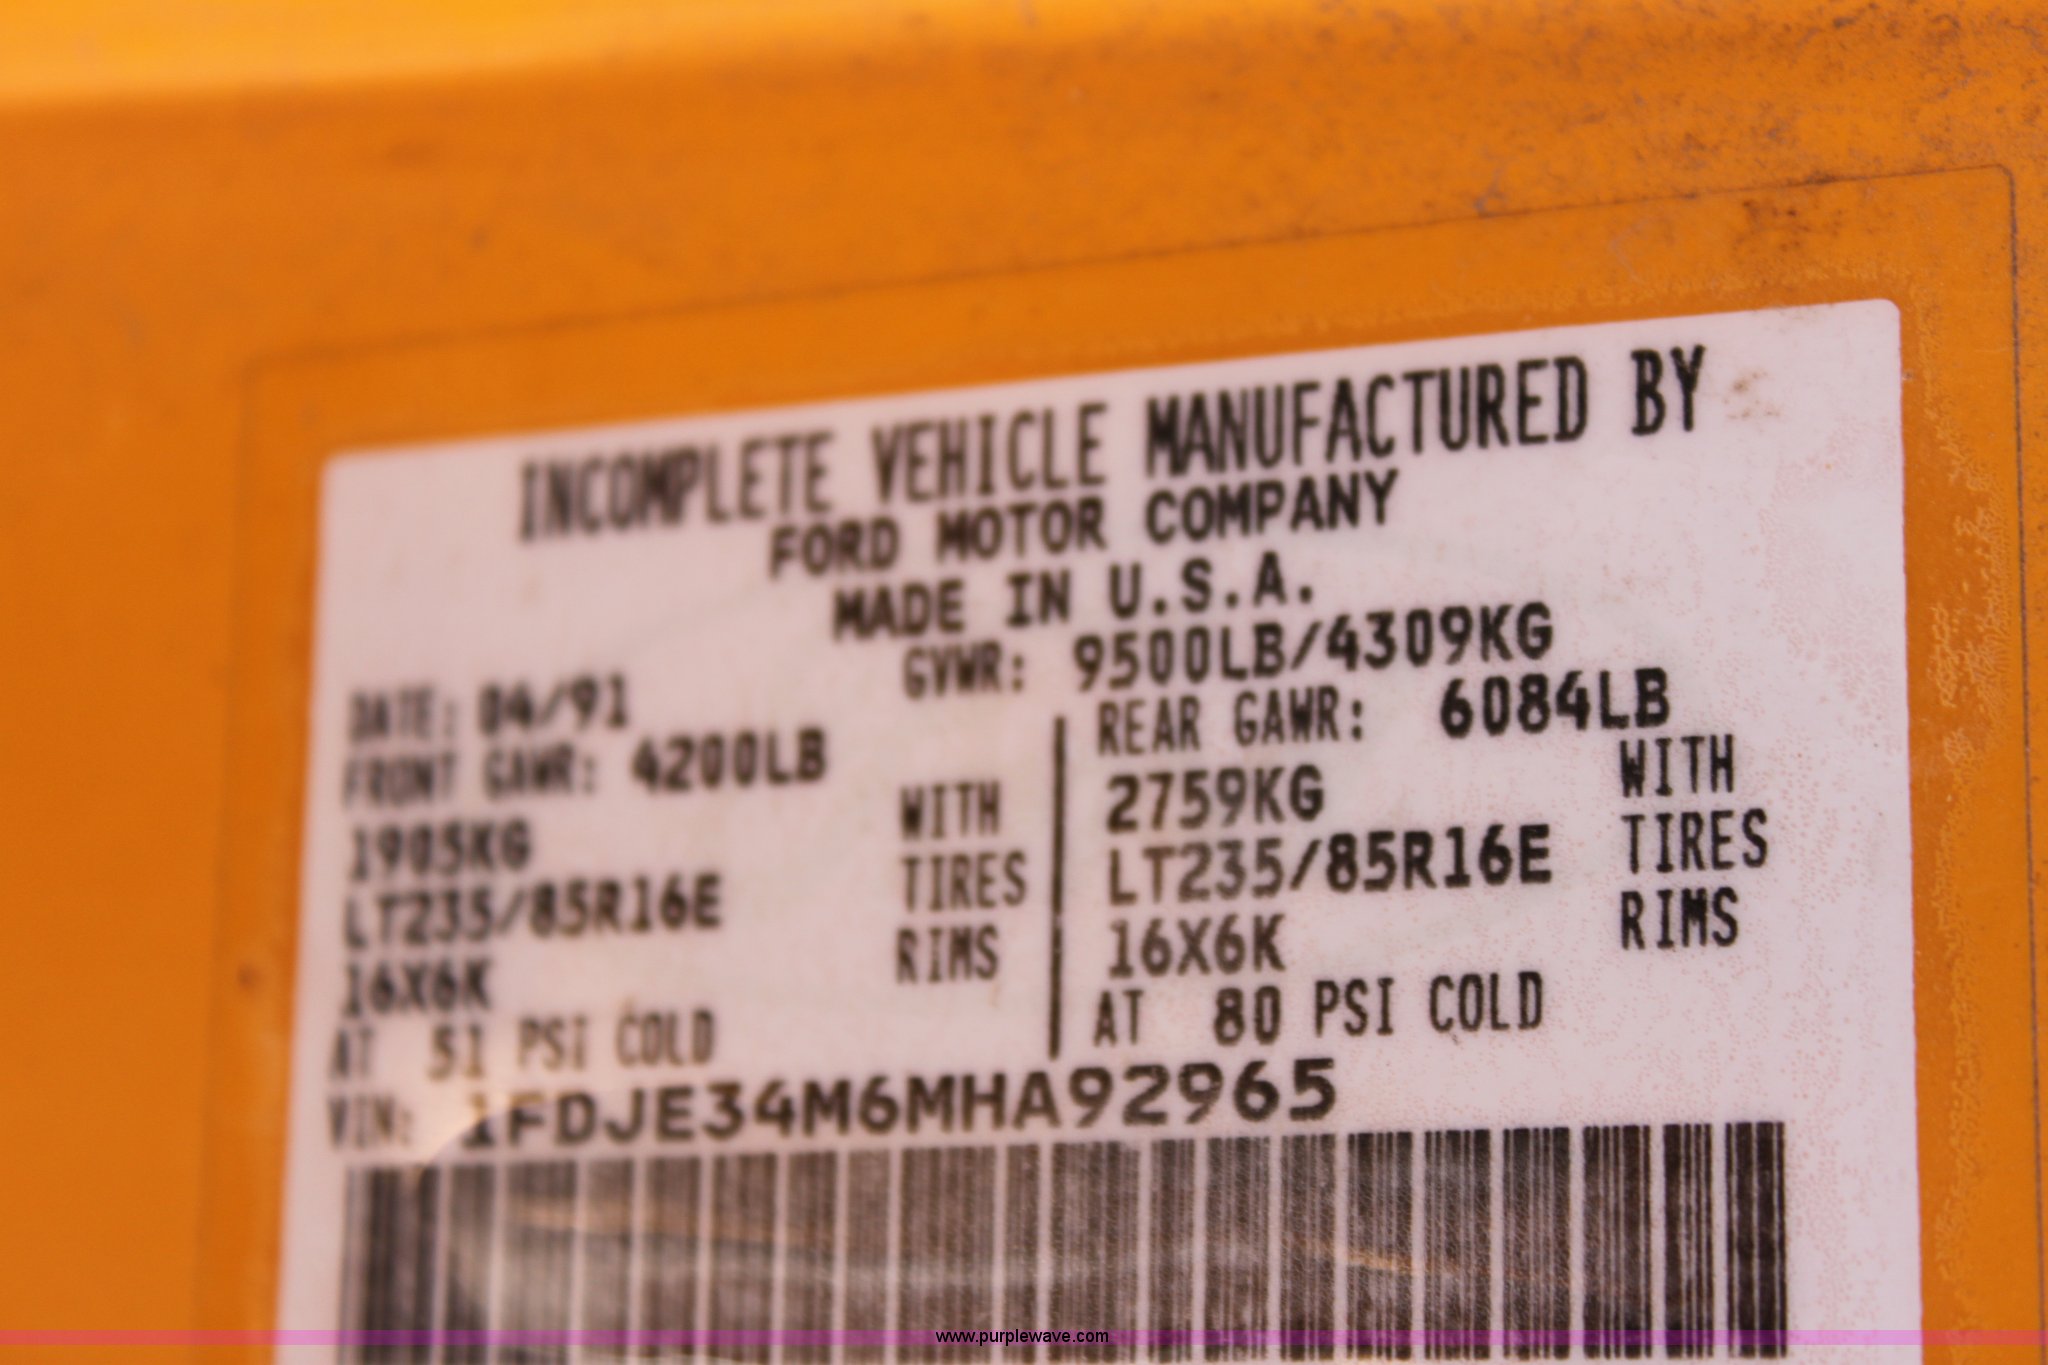 INCOMPLETE VEHICLE MANUFACTURED BY
FORD MOTOR COMPANY
MADE IN U.S.A.
DATE: 04/91 GVWR: 9500LB/4309KG
FRONT GAWR: 4200LB REAR GAWR: 6084LB
1905KG WITH 2759KG WITH
LT235/85R16E TIRES LT235/85R16E TIRES
16X6K RIMS 16X6K RIMS
AT 51 PSI COLD AT 80 PSI COLD
VIN: 1FDJE34M6MHA92965
www.purplewave.com